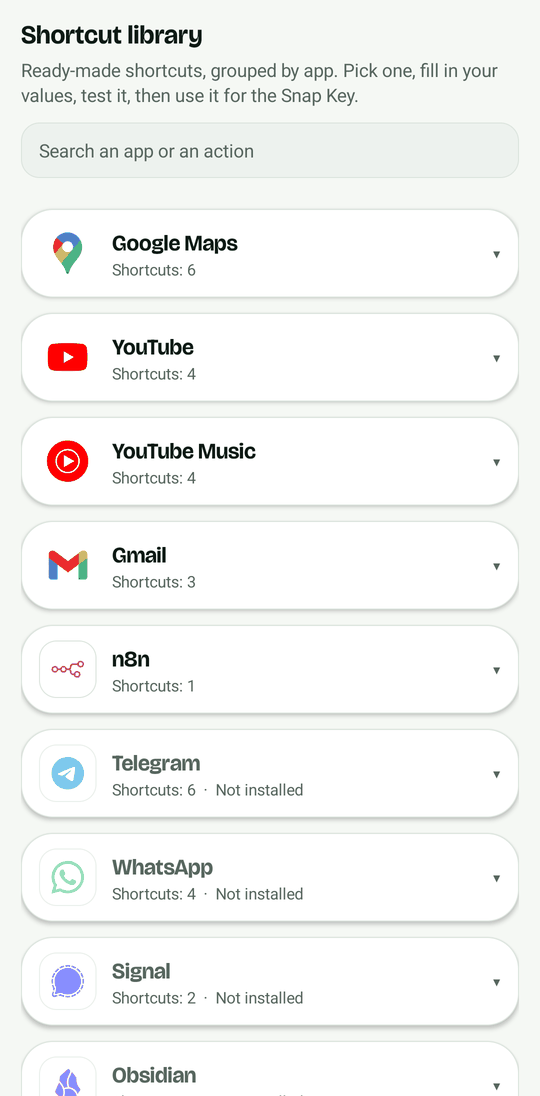 Shortcut library
Ready-made shortcuts, grouped by app. Pick one, fill in your
values, test it, then use it for the Snap Key.
Search an app or an action
Google Maps
Shortcuts: 6
YouTube
Shortcuts: 4
YouTube Music
Shortcuts: 4
Gmail
Shortcuts: 3
n8n
Shortcuts: 1
Telegram
Shortcuts: 6 · Not installed
WhatsApp
Shortcuts: 4 · Not installed
Signal
Shortcuts: 2 · Not installed
Obsidian